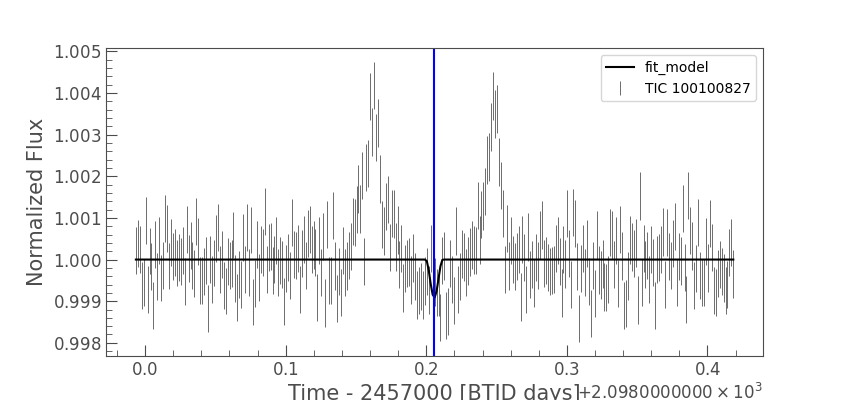 1.005
1.004
1.003
1.002
1.001
1.000
0.999
0.998
Normalized Flux
fit_model
TIC 100100827
0.0 0.1 0.2 0.3 0.4
Time - 2457000 [BTJD days]
+2.0980000000 × 10³